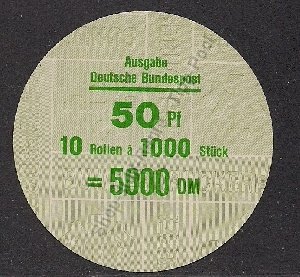 Ausgabe
Deutsche Bundespost
50 Pf
10 Rollen à 1000 Stück
= 5000 DM